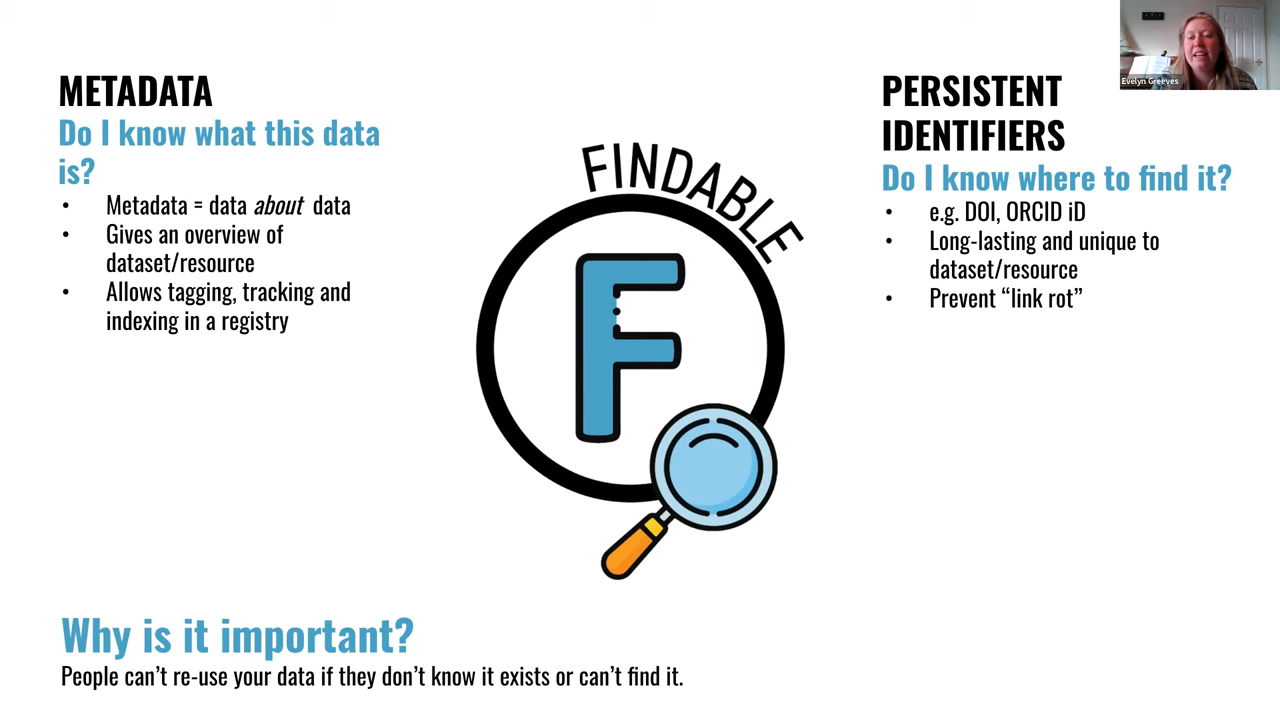 METADATA
Do I know what this data
is?
• Metadata = data about data
• Gives an overview of
dataset/resource
• Allows tagging, tracking and
indexing in a registry
FINDABLE
F
PERSISTENT
IDENTIFIERS
Do I know where to find it?
• e.g. DOI, ORCID iD
• Long-lasting and unique to
dataset/resource
• Prevent “link rot”
Evelyn Greeves
Why is it important?
People can’t re-use your data if they don’t know it exists or can’t find it.